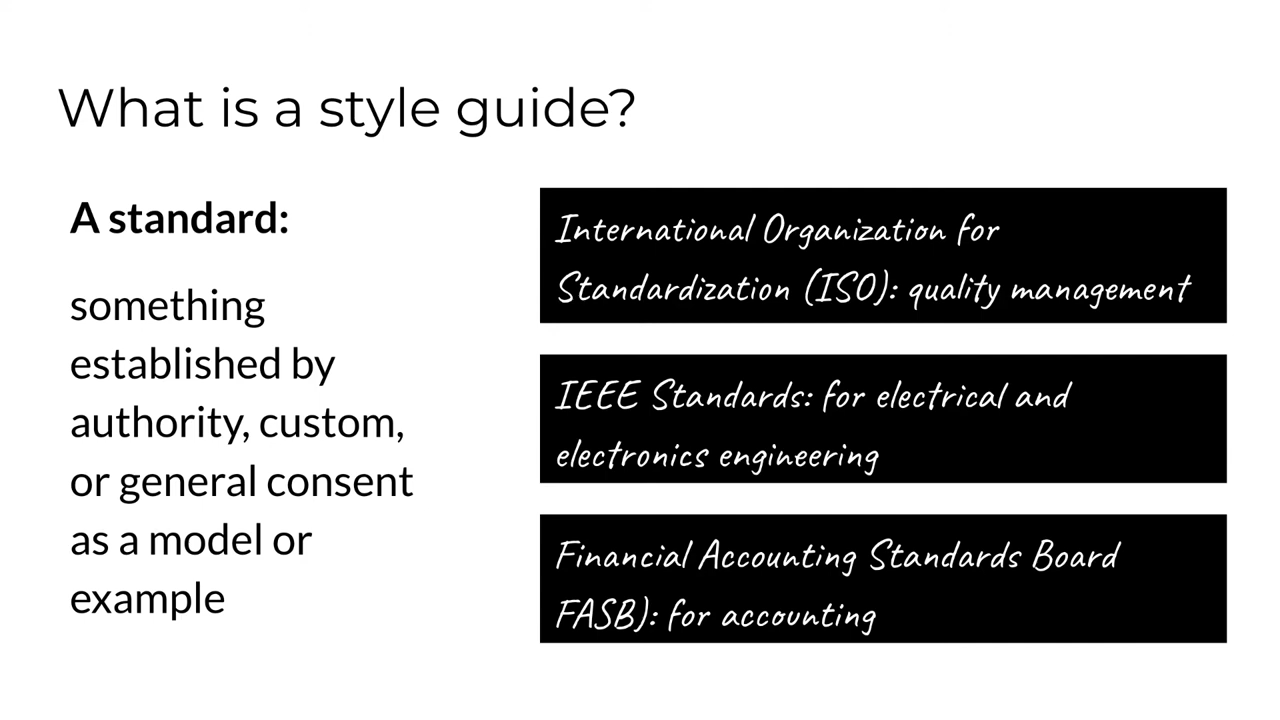 What is a style guide?
A standard:
something
established by
authority, custom,
or general consent
as a model or
example
International Organization for
Standardization (ISO): quality management
IEEE Standards: for electrical and
electronics engineering
Financial Accounting Standards Board
FASB): for accounting